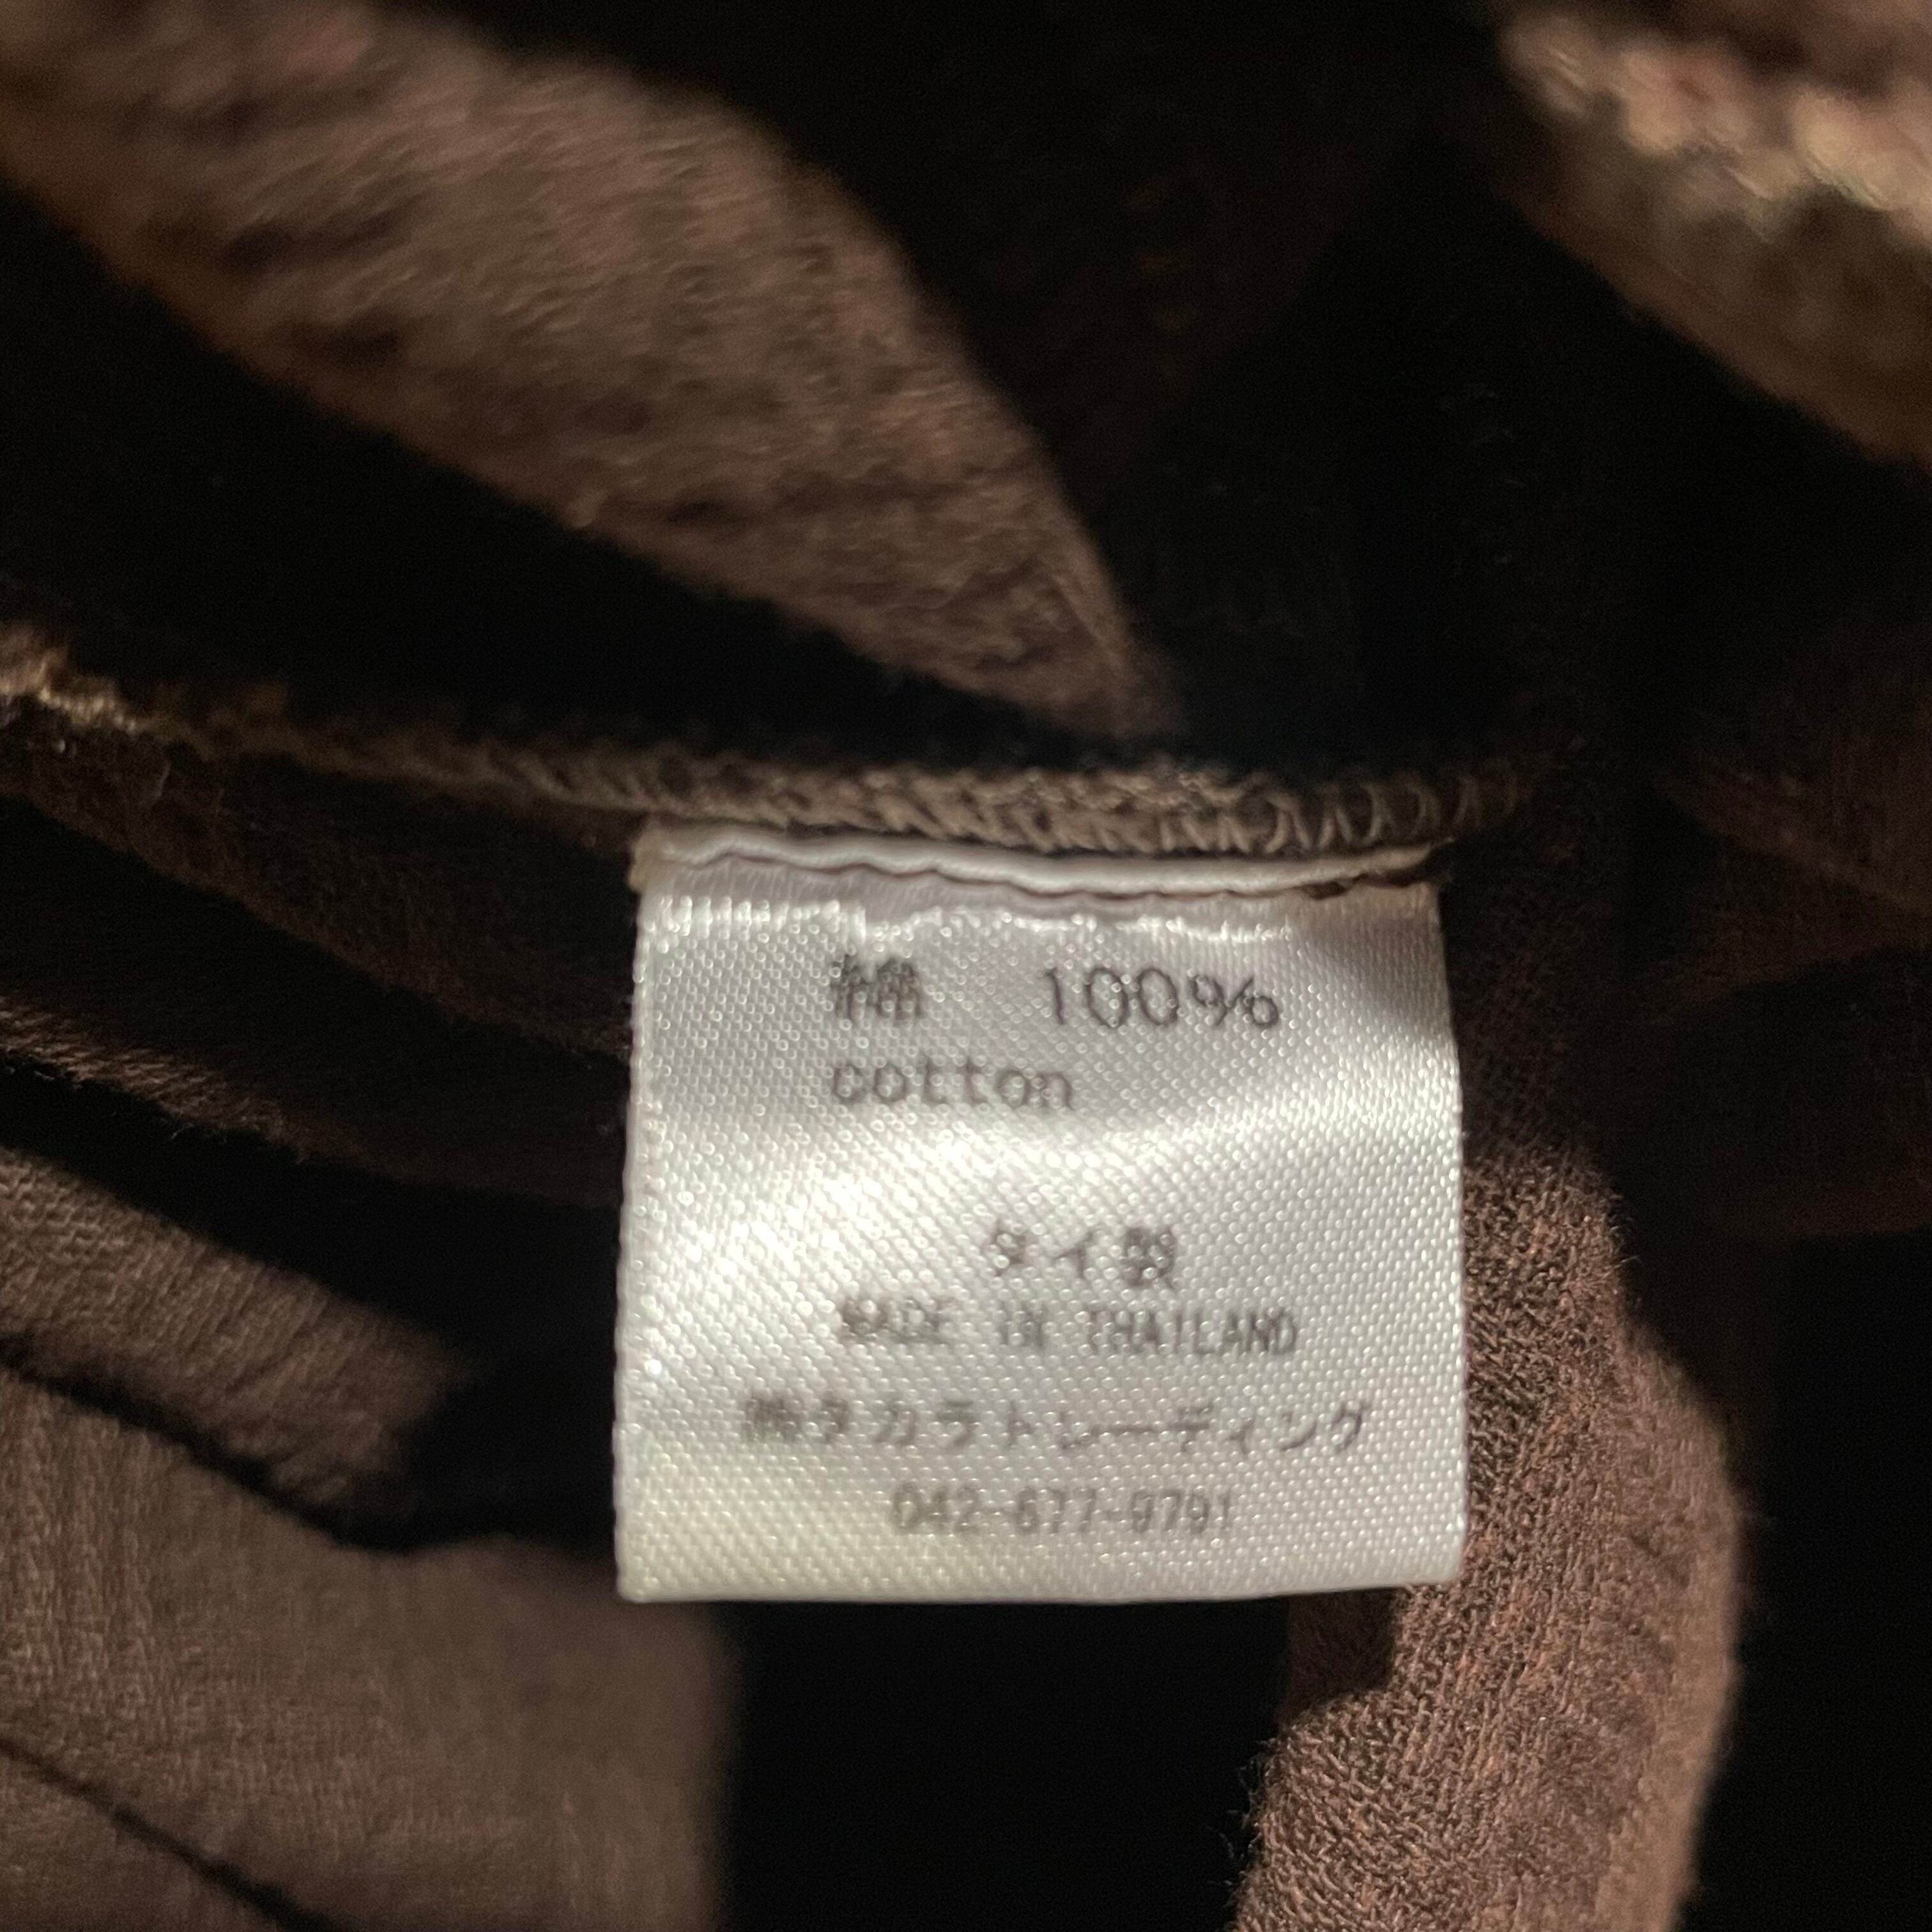 綿 100%
cotton
タイ製
MADE IN THAILAND
㈱タカラトレーディング
042-677-9791